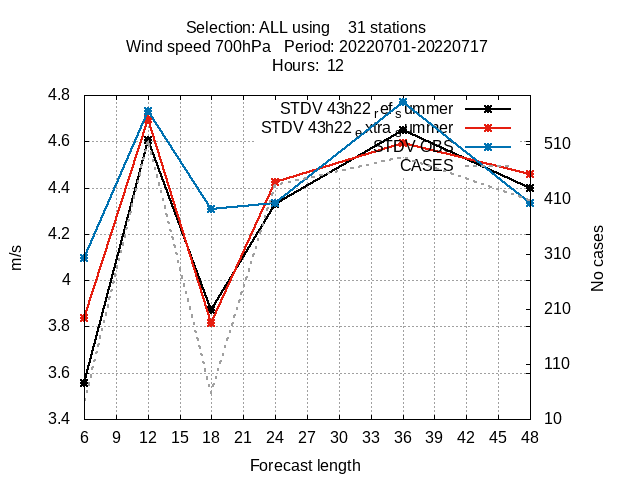 Selection: ALL using 31 stations
Wind speed 700hPa Period: 20220701-20220717
Hours: 12
STDV 43h22_ref_summer
STDV 43h22_extra_summer
STDV OBS
CASES
4.8
4.6
4.4
4.2
4
3.8
3.6
3.4
m/s
510
410
310
210
110
10
No cases
6 9 12 15 18 21 24 27 30 33 36 39 42 45 48
Forecast length